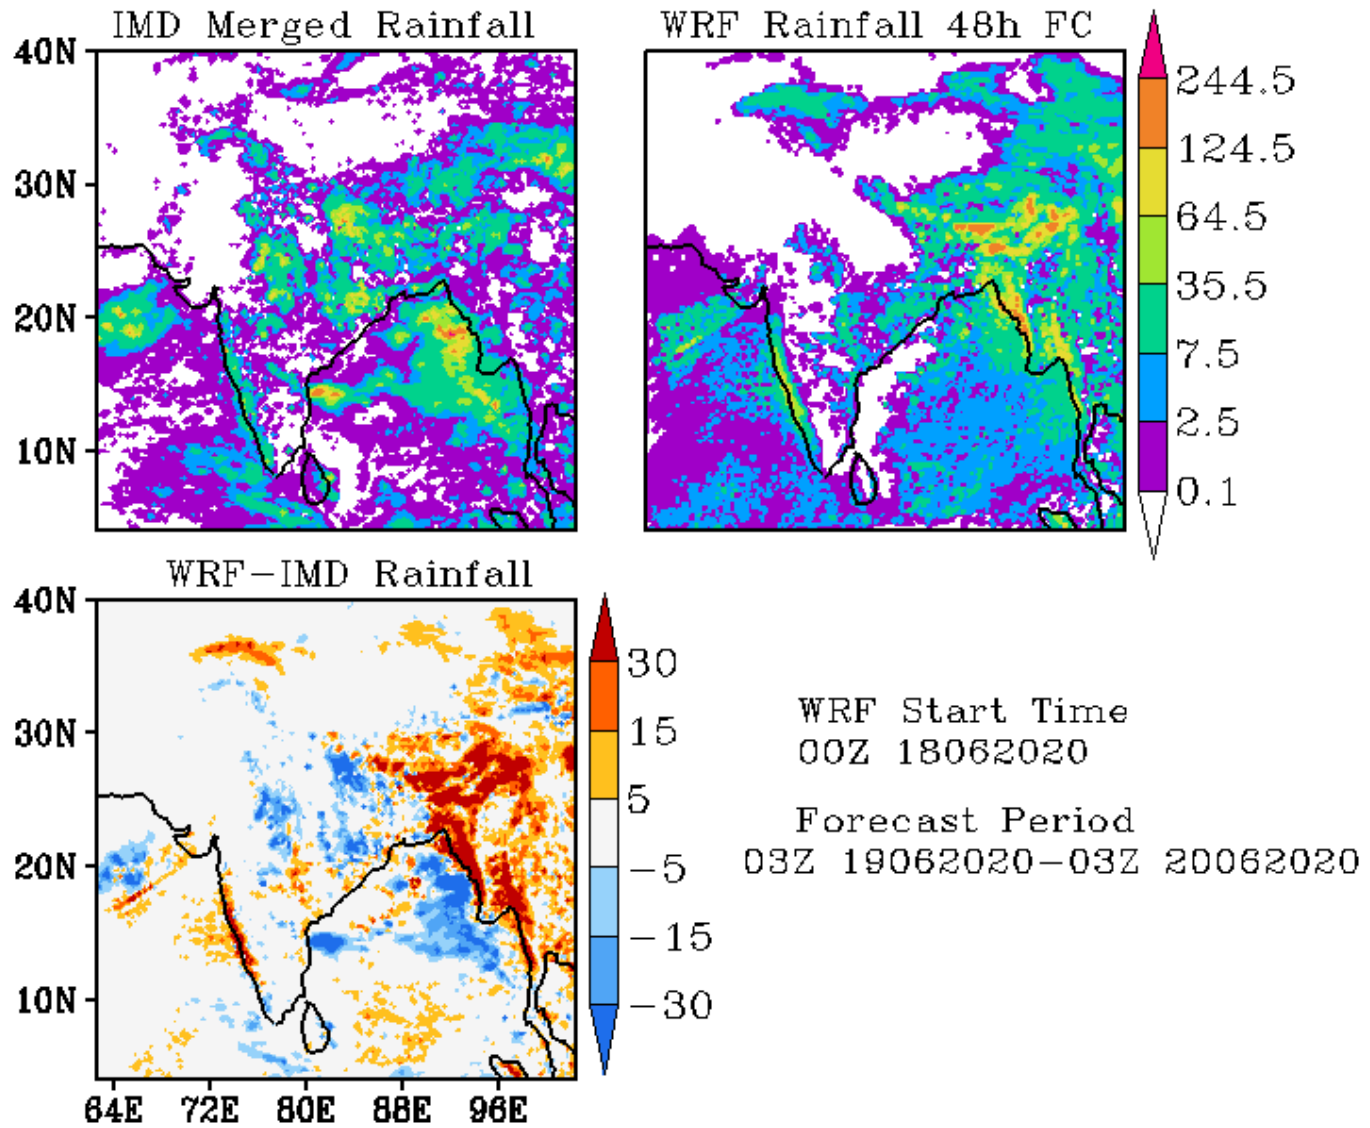 IMD Merged Rainfall
WRF Rainfall 48h FC
40N
30N
20N
10N
244.5
124.5
64.5
35.5
7.5
2.5
0.1
WRF-IMD Rainfall
40N
30N
20N
10N
64E 72E 80E 88E 96E
30
15
5
-5
-15
-30
WRF Start Time
00Z 18062020
Forecast Period
03Z 19062020-03Z 20062020